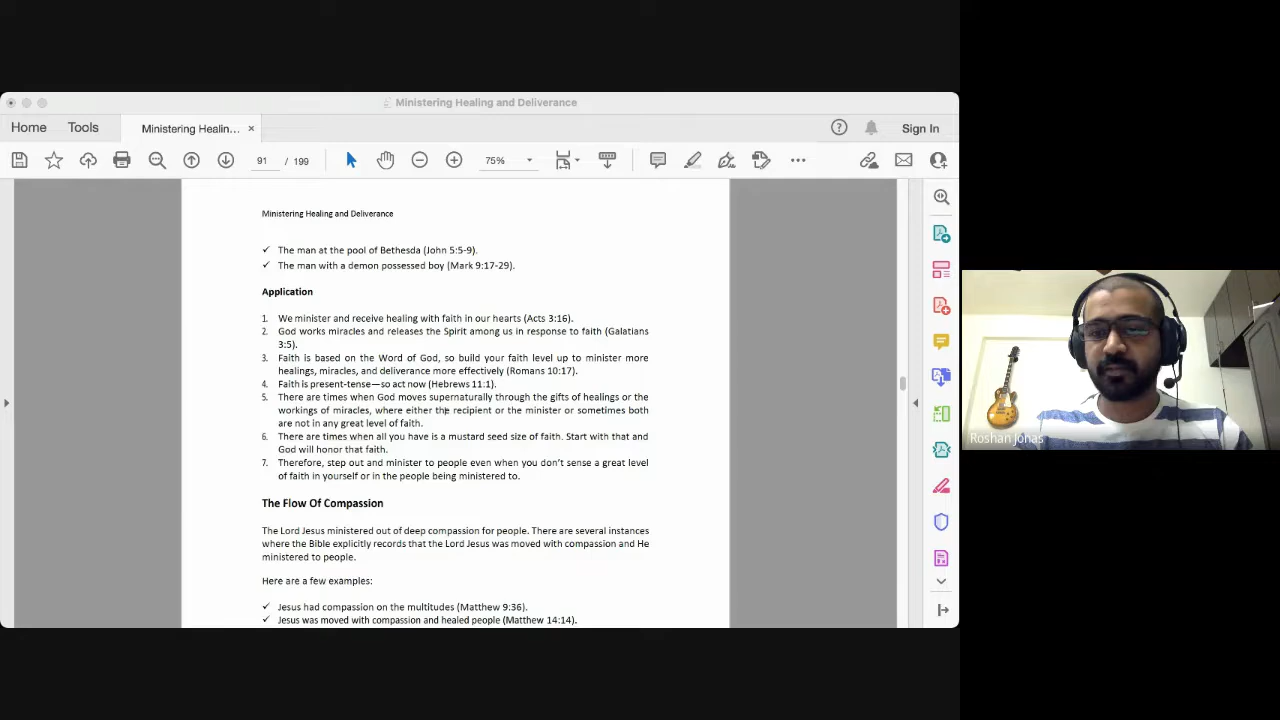 Ministering Healing and Deliverance
Home
Tools
Ministering Healin...
×
Sign In
91
/ 199
75%
Ministering Healing and Deliverance
✓ The man at the pool of Bethesda (John 5:5-9).
✓ The man with a demon possessed boy (Mark 9:17-29).
Application
1. We minister and receive healing with faith in our hearts (Acts 3:16).
2. God works miracles and releases the Spirit among us in response to faith (Galatians
3:5).
3. Faith is based on the Word of God, so build your faith level up to minister more
healings, miracles, and deliverance more effectively (Romans 10:17).
4. Faith is present-tense—so act now (Hebrews 11:1).
5. There are times when God moves supernaturally through the gifts of healings or the
workings of miracles, where either the recipient or the minister or sometimes both
are not in any great level of faith.
6. There are times when all you have is a mustard seed size of faith. Start with that and
God will honor that faith.
7. Therefore, step out and minister to people even when you don't sense a great level
of faith in yourself or in the people being ministered to.
The Flow Of Compassion
The Lord Jesus ministered out of deep compassion for people. There are several instances
where the Bible explicitly records that the Lord Jesus was moved with compassion and He
ministered to people.
Here are a few examples:
✓ Jesus had compassion on the multitudes (Matthew 9:36).
✓ Jesus was moved with compassion and healed people (Matthew 14:14).
Roshan Jonas